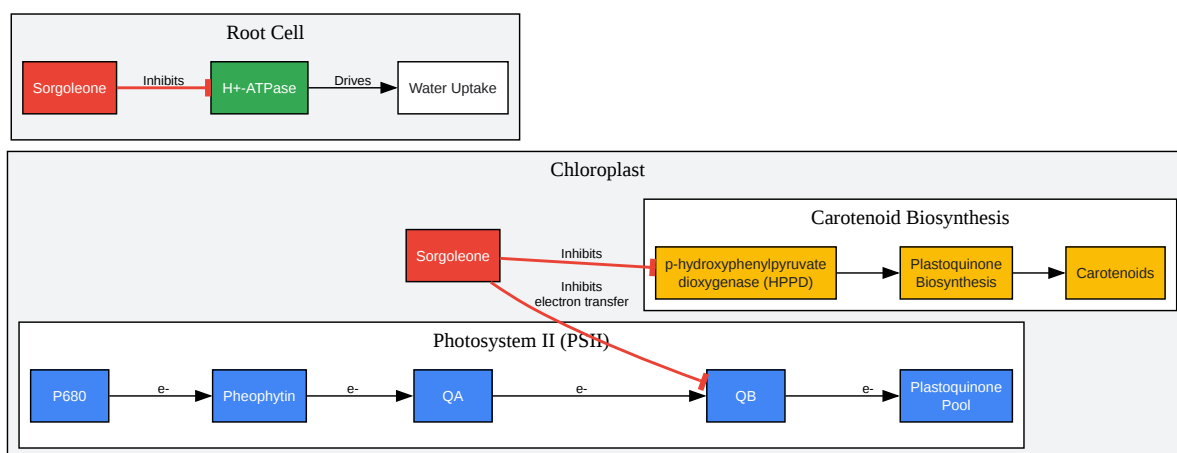 Root Cell
Sorgoleone
Inhibits
H+-ATPase
Drives
Water Uptake
Chloroplast
Carotenoid Biosynthesis
Sorgoleone
Inhibits
p-hydroxyphenylpyruvate
dioxygenase (HPPD)
Plastoquinone
Biosynthesis
Carotenoids
Inhibits
electron transfer
Photosystem II (PSII)
P680
e-
Pheophytin
e-
QA
e-
QB
e-
Plastoquinone
Pool